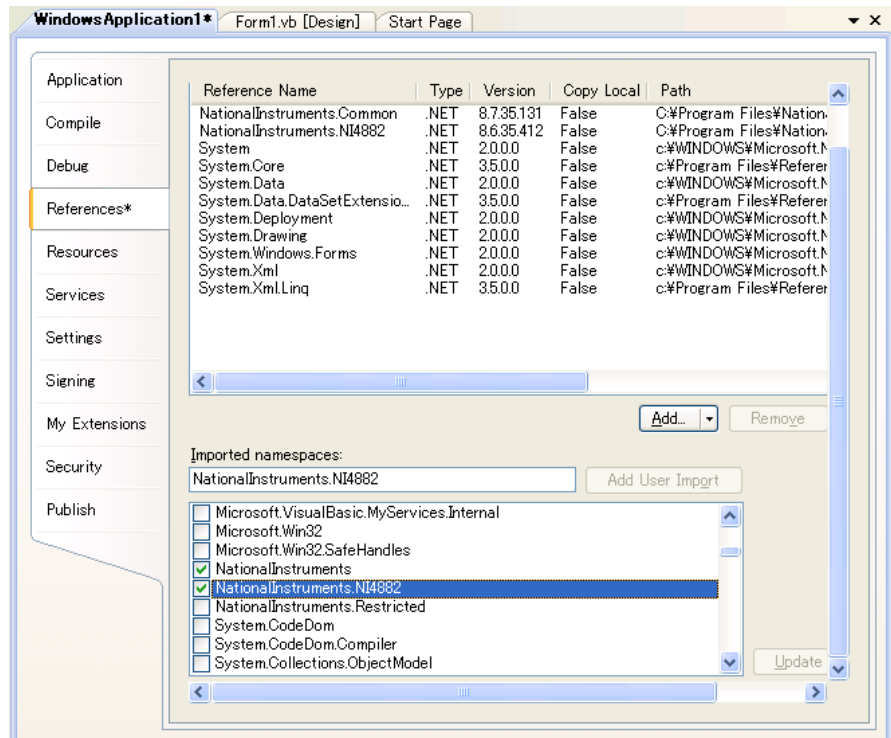 WindowsApplication1* Form1.vb [Design] Start Page
Application
Compile
Debug
References*
Resources
Services
Settings
Signing
My Extensions
Security
Publish
Reference Name Type Version Copy Local Path
NationalInstruments.Common .NET 8.7.35.131 False C:¥Program Files¥Nation
NationalInstruments.NI4882 .NET 8.6.35.412 False C:¥Program Files¥Nation
System .NET 2.0.0.0 False c:¥WINDOWS¥Microsoft.N
System.Core .NET 3.5.0.0 False c:¥Program Files¥Referer
System.Data .NET 2.0.0.0 False c:¥WINDOWS¥Microsoft.N
System.Data.DataSetExtensio... .NET 3.5.0.0 False c:¥Program Files¥Referer
System.Deployment .NET 2.0.0.0 False c:¥WINDOWS¥Microsoft.N
System.Drawing .NET 2.0.0.0 False c:¥WINDOWS¥Microsoft.N
System.Windows.Forms .NET 2.0.0.0 False c:¥WINDOWS¥Microsoft.N
System.Xml .NET 2.0.0.0 False c:¥WINDOWS¥Microsoft.N
System.Xml.Linq .NET 3.5.0.0 False c:¥Program Files¥Referer
Add... Remove
Imported namespaces:
NationalInstruments.NI4882 Add User Import
Microsoft.VisualBasic.MyServices.Internal
Microsoft.Win32
Microsoft.Win32.SafeHandles
NationalInstruments
NationalInstruments.NI4882
NationalInstruments.Restricted
System.CodeDom
System.CodeDom.Compiler
System.Collections.ObjectModel
Update